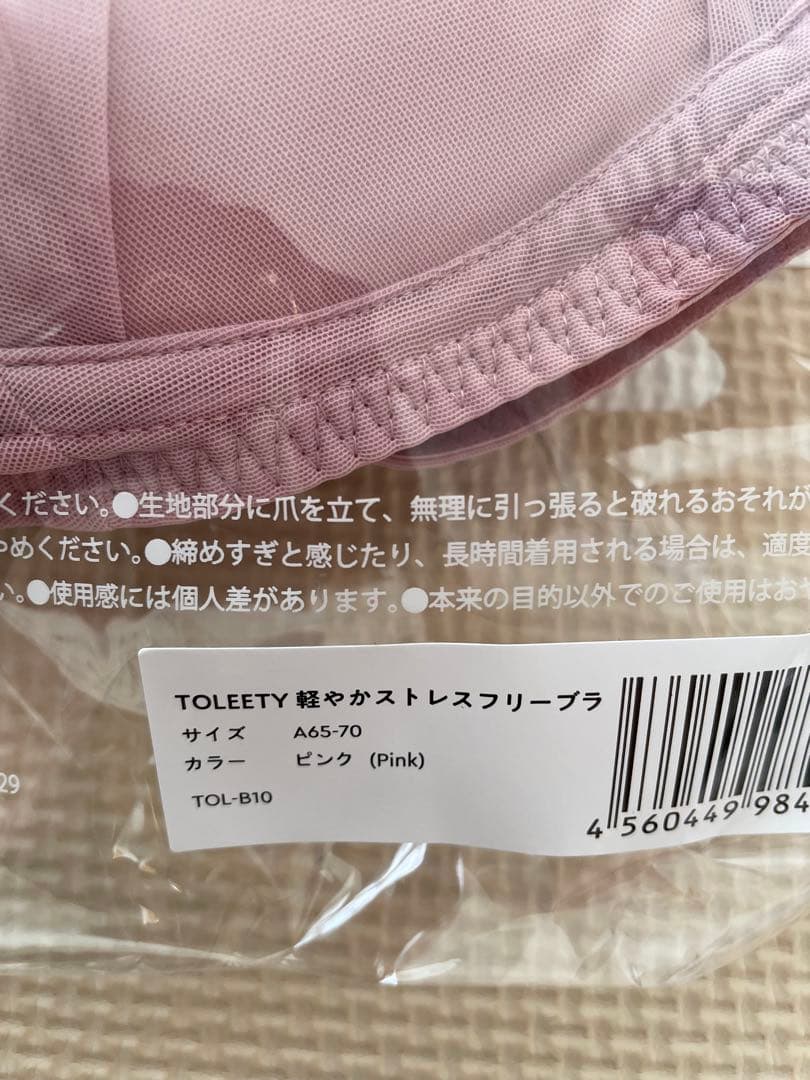 ください。●生地部分に爪を立て、無理に引っ張ると破れるおそれが
やめください。●締めすぎと感じたり、長時間着用される場合は、適度
い。●使用感には個人差があります。●本来の目的以外でのご使用はお
TOLEETY 軽やかストレスフリーブラ
サイズ A65-70
カラー ピンク (Pink)
TOL-B10
4 560449 984
29